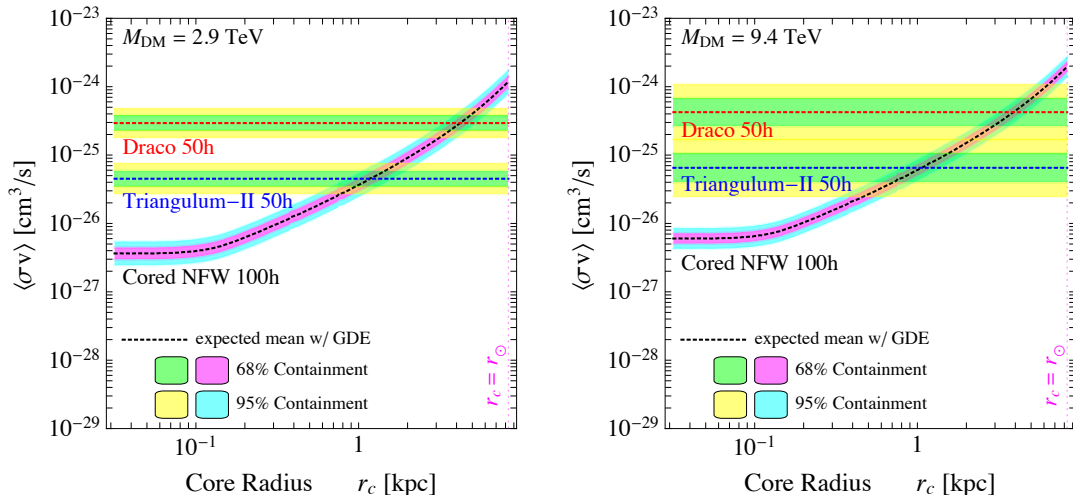 10⁻²³
10⁻²⁴
10⁻²⁵
10⁻²⁶
10⁻²⁷
10⁻²⁸
10⁻²⁹
⟨σv⟩ [cm³/s]
M_DM = 2.9 TeV
Draco 50h
Triangulum−II 50h
Cored NFW 100h
expected mean w/ GDE
68% Containment
95% Containment
r_c = r_⊙
10⁻¹ 1
Core Radius r_c [kpc]
10⁻²³
10⁻²⁴
10⁻²⁵
10⁻²⁶
10⁻²⁷
10⁻²⁸
10⁻²⁹
⟨σv⟩ [cm³/s]
M_DM = 9.4 TeV
Draco 50h
Triangulum−II 50h
Cored NFW 100h
expected mean w/ GDE
68% Containment
95% Containment
r_c = r_⊙
10⁻¹ 1
Core Radius r_c [kpc]